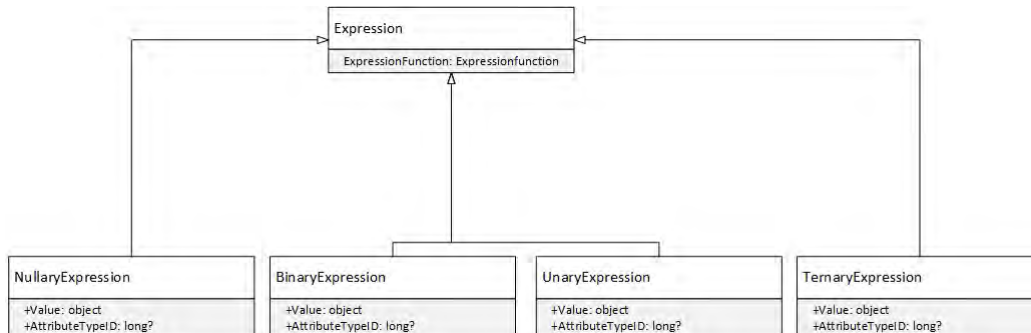 Expression
ExpressionFunction: Expressionfunction
NullaryExpression
+Value: object
+AttributeTypeID: long?
BinaryExpression
+Value: object
+AttributeTypeID: long?
UnaryExpression
+Value: object
+AttributeTypeID: long?
TernaryExpression
+Value: object
+AttributeTypeID: long?